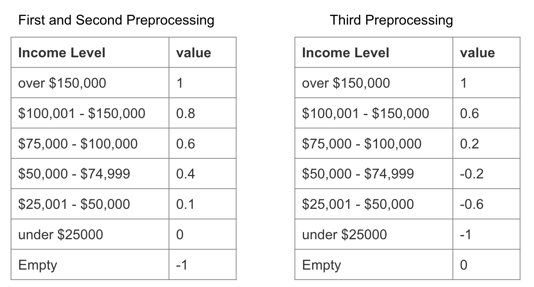 First and Second Preprocessing
Income Level value
over $150,000 1
$100,001 - $150,000 0.8
$75,000 - $100,000 0.6
$50,000 - $74,999 0.4
$25,001 - $50,000 0.1
under $25000 0
Empty -1
Third Preprocessing
Income Level value
over $150,000 1
$100,001 - $150,000 0.6
$75,000 - $100,000 0.2
$50,000 - $74,999 -0.2
$25,001 - $50,000 -0.6
under $25000 -1
Empty 0